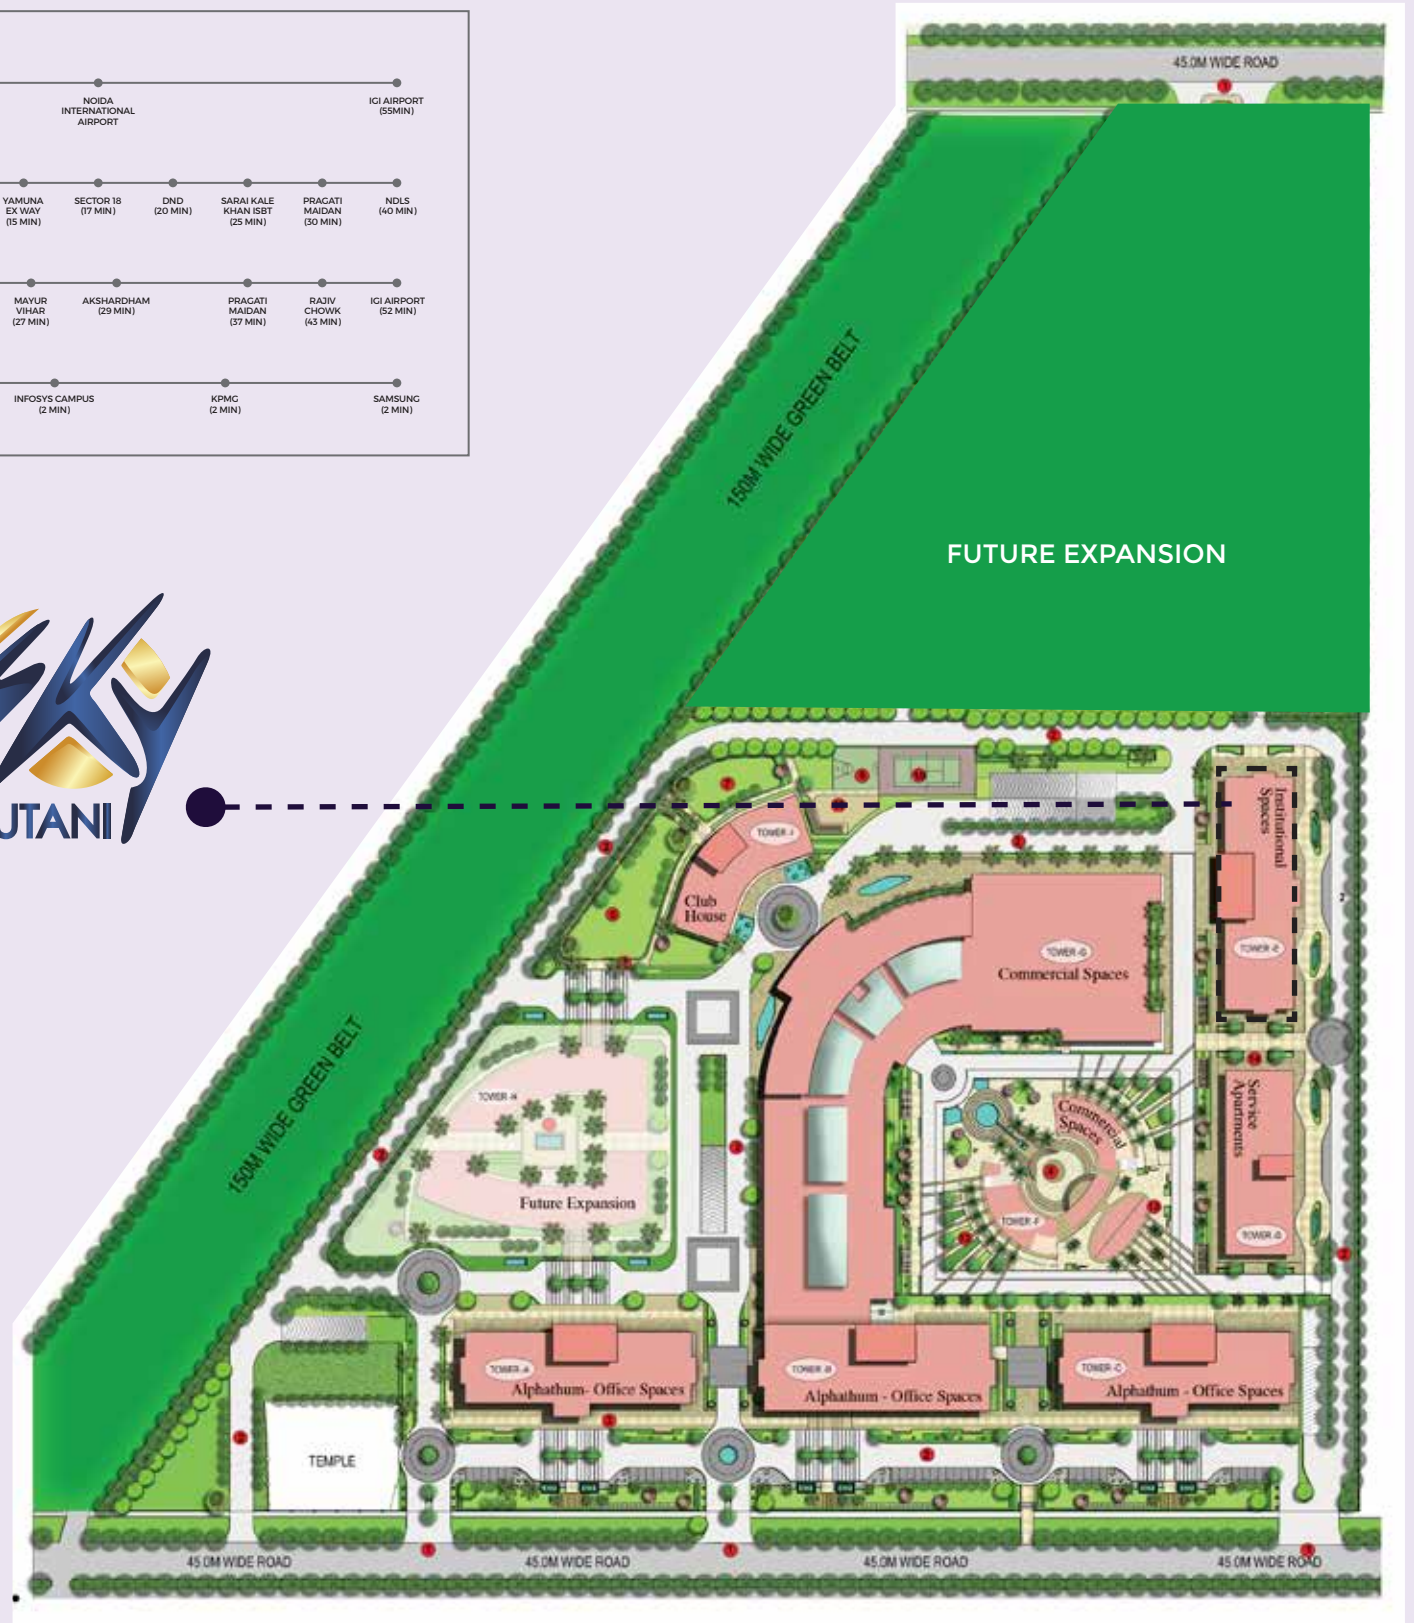 NOIDA
INTERNATIONAL
AIRPORT
IGI AIRPORT
(55MIN)
YAMUNA
EX WAY
(15 MIN)
SECTOR 18
(17 MIN)
DND
(20 MIN)
SARAI KALE
KHAN ISBT
(25 MIN)
PRAGATI
MAIDAN
(30 MIN)
NDLS
(40 MIN)
MAYUR
VIHAR
(27 MIN)
AKSHARDHAM
(29 MIN)
PRAGATI
MAIDAN
(37 MIN)
RAJIV
CHOWK
(43 MIN)
IGI AIRPORT
(52 MIN)
INFOSYS CAMPUS
(2 MIN)
KPMG
(2 MIN)
SAMSUNG
(2 MIN)
45.0M WIDE ROAD
150M WIDE GREEN BELT
FUTURE EXPANSION
SKY
UTANI
Institutional
Spaces
TOWER -E
TOWER -I
Club
House
TOWER -G
Commercial Spaces
150M WIDE GREEN BELT
TOWER -H
Future Expansion
Commercial
Spaces
TOWER -F
Service
Apartments
TOWER -D
TOWER -A
Alphathum- Office Spaces
TOWER -B
Alphathum - Office Spaces
TOWER -C
Alphathum - Office Spaces
TEMPLE
45.0M WIDE ROAD
45.0M WIDE ROAD
45.0M WIDE ROAD
45.0M WIDE ROAD